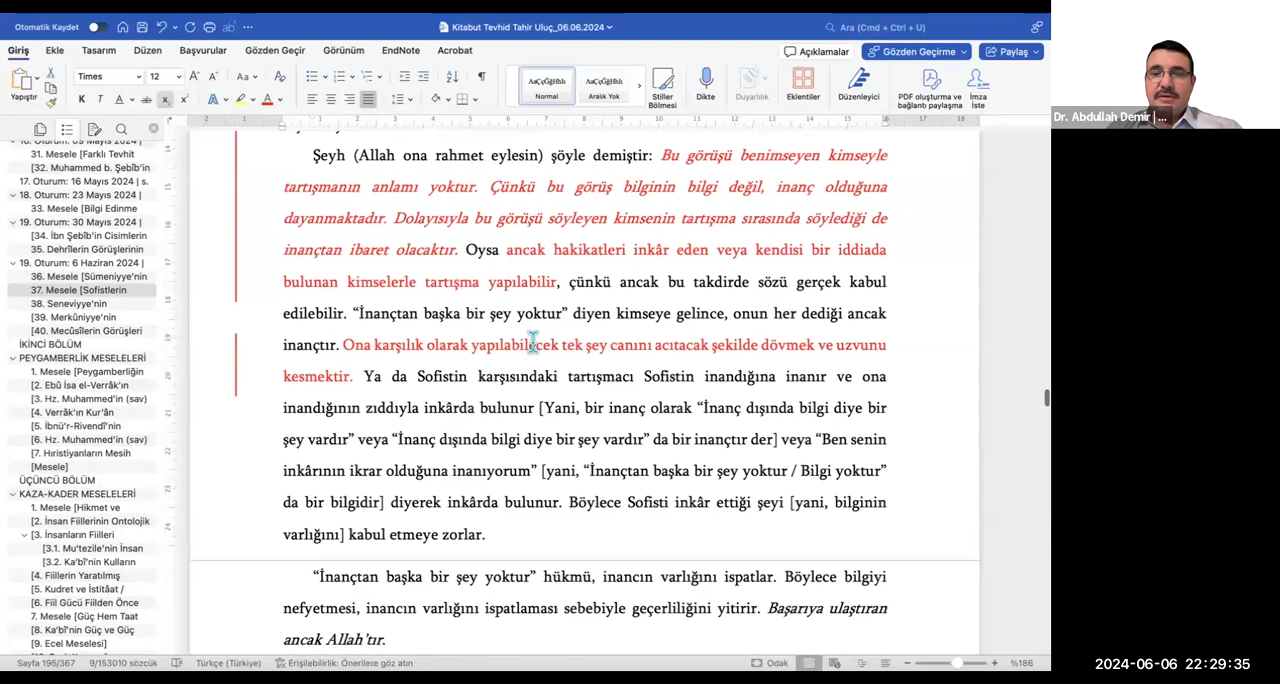 Otomatik Kaydet
Kitabut Tevhid Tahir Uluç_06.06.2024
Ara (Cmd + Ctrl + U)
Giriş Ekle Tasarım Düzen Başvurular Gözden Geçir Görünüm EndNote Acrobat
Açıklamalar Gözden Geçirme Paylaş
Yapıştır
Times 12
AaÇçĞğHhİı AaÇçĞğHhİı
Normal Aralık Yok
Stiller Bölmesi
Dikte
Duyarlılık
Eklentiler
Düzenleyici
PDF oluşturma ve bağlantı paylaşma
İmza İste
31. Mesele [Farklı Tevhit
[32. Muhammed b. Şebîb'in
17. Oturum: 16 Mayıs 2024 | s.
18. Oturum: 23 Mayıs 2024 |
33. Mesele [Bilgi Edinme
19. Oturum: 30 Mayıs 2024 |
[34. İbn Şebîb'in Cisimlerin
35. Dehrîlerin Görüşlerinin
19. Oturum: 6 Haziran 2024 |
36. Mesele [Sümeniyye'nin
37. Mesele [Sofistlerin
38. Seneviyye'nin
[39. Merkûniyye'nin
[40. Mecûsîlerin Görüşleri
İKİNCİ BÖLÜM
PEYGAMBERLİK MESELELERİ
1. Mesele [Peygamberliğin
[2. Ebû İsa el-Verrâk'ın
[3. Hz. Muhammed'in (sav)
[4. Verrâk'ın Kur'ân
[5. İbnü'r-Rivendî'nin
[6. Hz. Muhammed'in (sav)
[7. Hıristiyanların Mesih
[Mesele]
ÜÇÜNCÜ BÖLÜM
KAZA-KADER MESELELERİ
1. Mesele [Hikmet ve
[2. İnsan Fiillerinin Ontolojik
[3. İnsanların Fiilleri
[3.1. Mu'tezile'nin İnsan
[3.2. Ka'bî'nin Kulların
[4. Fiillerin Yaratılmış
[5. Kudret ve İstitâat /
[6. Fiil Gücü Fiilden Önce
7. Mesele [Güç Hem Taat
[8. Ka'bî'nin Güç ve Güç
[9. Ecel Meselesi]
Şeyh (Allah ona rahmet eylesin) şöyle demiştir: Bu görüşü benimseyen kimseyle
tartışmanın anlamı yoktur. Çünkü bu görüş bilginin bilgi değil, inanç olduğuna
dayanmaktadır. Dolayısıyla bu görüşü söyleyen kimsenin tartışma sırasında söylediği de
inançtan ibaret olacaktır. Oysa ancak hakikatleri inkâr eden veya kendisi bir iddiada
bulunan kimselerle tartışma yapılabilir, çünkü ancak bu takdirde sözü gerçek kabul
edilebilir. "İnançtan başka bir şey yoktur" diyen kimseye gelince, onun her dediği ancak
inançtır. Ona karşılık olarak yapılabilecek tek şey canını acıtacak şekilde dövmek ve uzvunu
kesmektir. Ya da Sofistin karşısındaki tartışmacı Sofistin inandığına inanır ve ona
inandığının zıddıyla inkârda bulunur [Yani, bir inanç olarak "İnanç dışında bilgi diye bir
şey vardır" veya "İnanç dışında bilgi diye bir şey vardır" da bir inançtır der] veya "Ben senin
inkârının ikrar olduğuna inanıyorum" [yani, "İnançtan başka bir şey yoktur / Bilgi yoktur"
da bir bilgidir] diyerek inkârda bulunur. Böylece Sofisti inkâr ettiği şeyi [yani, bilginin
varlığını] kabul etmeye zorlar.
"İnançtan başka bir şey yoktur" hükmü, inancın varlığını ispatlar. Böylece bilgiyi
nefyetmesi, inancın varlığını ispatlaması sebebiyle geçerliliğini yitirir. Başarıya ulaştıran
ancak Allah'tır.
Sayfa 196/367 9/153010 sözcük Türkçe (Türkiye) Erişilebilirlik: Önerilere göz atın Odak %186
Dr. Abdullah Demir | ...
2024-06-06 22:29:35